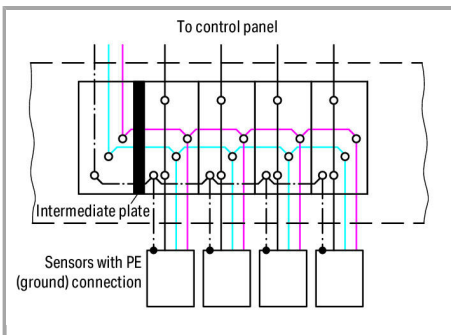 To control panel
Intermediate plate
Sensors with PE
(ground) connection